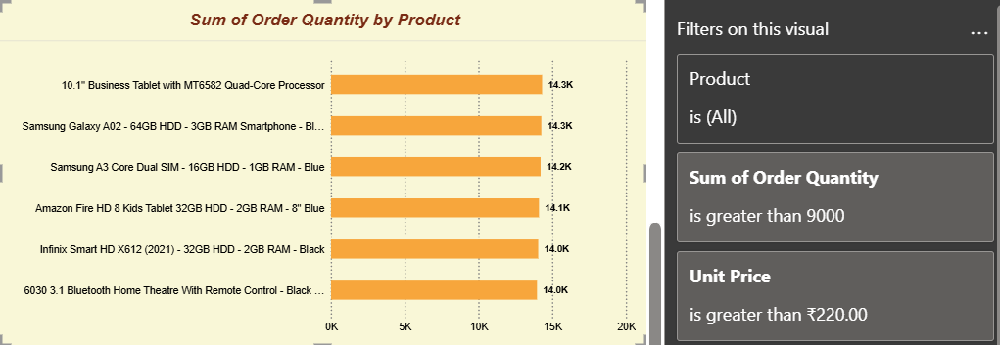 Sum of Order Quantity by Product
10.1" Business Tablet with MT6582 Quad-Core Processor
14.3K
Samsung Galaxy A02 - 64GB HDD - 3GB RAM Smartphone - Bl...
14.3K
Samsung A3 Core Dual SIM - 16GB HDD - 1GB RAM - Blue
14.2K
Amazon Fire HD 8 Kids Tablet 32GB HDD - 2GB RAM - 8" Blue
14.1K
Infinix Smart HD X612 (2021) - 32GB HDD - 2GB RAM - Black
14.0K
6030 3.1 Bluetooth Home Theatre With Remote Control - Black ...
14.0K
0K 5K 10K 15K 20K
Filters on this visual
...
Product
is (All)
Sum of Order Quantity
is greater than 9000
Unit Price
is greater than ₹220.00